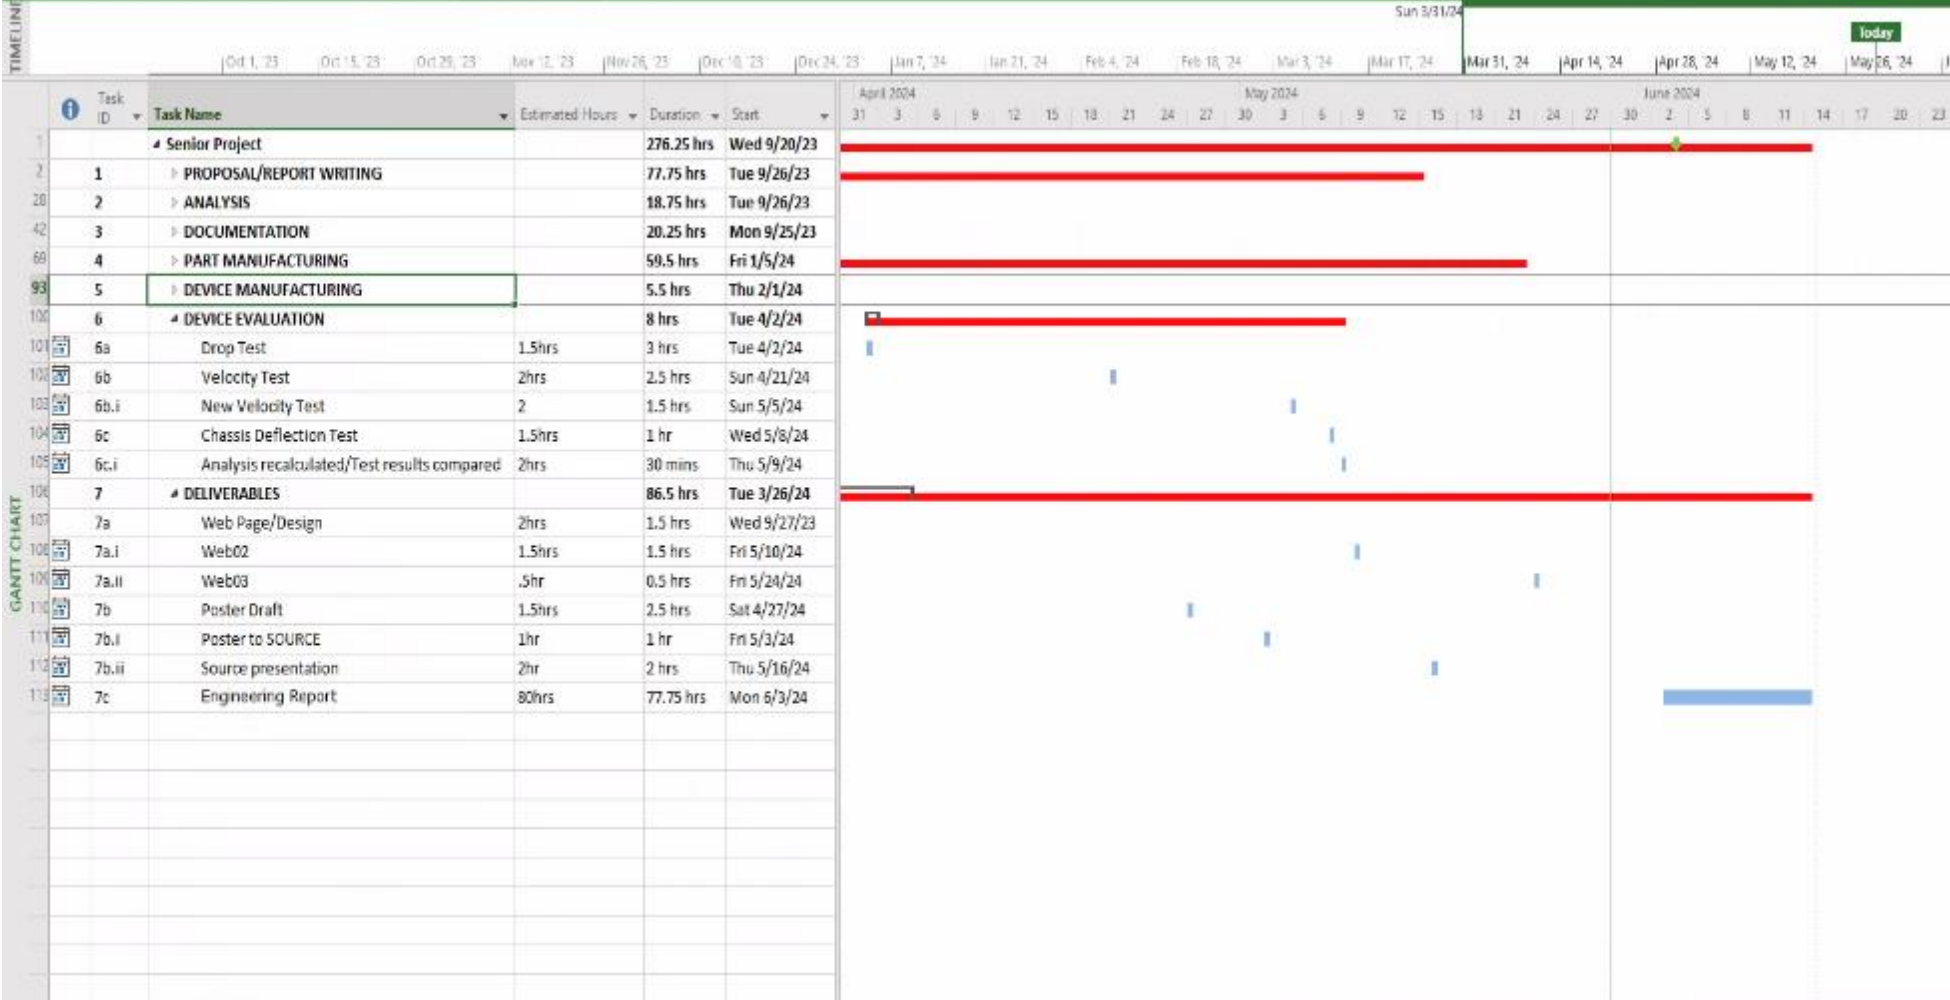 TIMELINE
Sun 3/31/24
Today
Oct 1, '23 Oct 15, '23 Oct 29, '23 Nov 12, '23 Nov 26, '23 Dec 10, '23 Dec 24, '23 Jan 7, '24 Jan 21, '24 Feb 4, '24 Feb 18, '24 Mar 3, '24 Mar 17, '24 Mar 31, '24 Apr 14, '24 Apr 28, '24 May 12, '24 May 26, '24
GANTT CHART
Task ID Task Name Estimated Hours Duration Start
April 2024 May 2024 June 2024
31 3 6 9 12 15 18 21 24 27 30 3 6 9 12 15 18 21 24 27 30 2 5 8 11 14 17 20 23
1 Senior Project 276.25 hrs Wed 9/20/23
2 1 PROPOSAL/REPORT WRITING 77.75 hrs Tue 9/26/23
28 2 ANALYSIS 18.75 hrs Tue 9/26/23
42 3 DOCUMENTATION 20.25 hrs Mon 9/25/23
69 4 PART MANUFACTURING 59.5 hrs Fri 1/5/24
93 5 DEVICE MANUFACTURING 5.5 hrs Thu 2/1/24
100 6 DEVICE EVALUATION 8 hrs Tue 4/2/24
101 6a Drop Test 1.5hrs 3 hrs Tue 4/2/24
102 6b Velocity Test 2hrs 2.5 hrs Sun 4/21/24
103 6b.i New Velocity Test 2 1.5 hrs Sun 5/5/24
104 6c Chassis Deflection Test 1.5hrs 1 hr Wed 5/8/24
105 6c.i Analysis recalculated/Test results compared 2hrs 30 mins Thu 5/9/24
106 7 DELIVERABLES 86.5 hrs Tue 3/26/24
107 7a Web Page/Design 2hrs 1.5 hrs Wed 9/27/23
108 7a.i Web02 1.5hrs 1.5 hrs Fri 5/10/24
109 7a.ii Web03 .5hr 0.5 hrs Fri 5/24/24
110 7b Poster Draft 1.5hrs 2.5 hrs Sat 4/27/24
111 7b.i Poster to SOURCE 1hr 1 hr Fri 5/3/24
112 7b.iii Source presentation 2hr 2 hrs Thu 5/16/24
113 7c Engineering Report 80hrs 77.75 hrs Mon 6/3/24